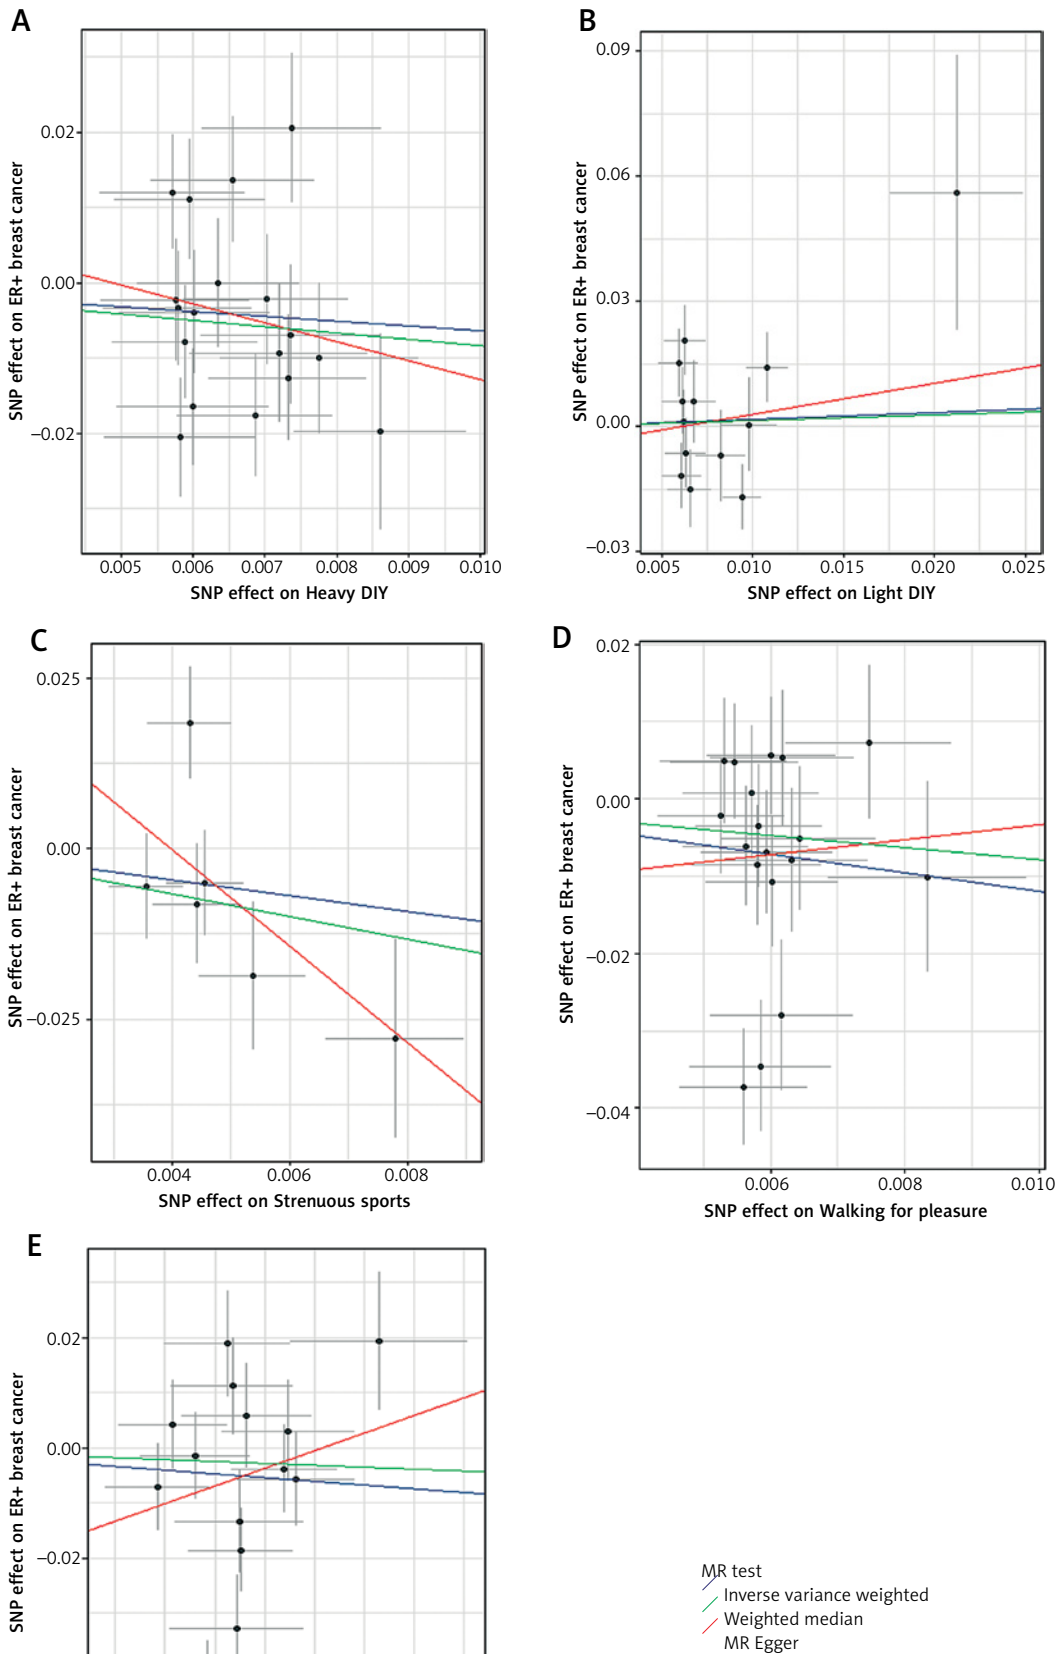 A
SNP effect on ER+ breast cancer
0.02
0.00
–0.02
0.005 0.006 0.007 0.008 0.009 0.010
SNP effect on Heavy DIY
B
SNP effect on ER+ breast cancer
0.09
0.06
0.03
0.00
–0.03
0.005 0.010 0.015 0.020 0.025
SNP effect on Light DIY
C
SNP effect on ER+ breast cancer
0.025
0.00
–0.025
0.004 0.006 0.008
SNP effect on Strenuous sports
D
SNP effect on ER+ breast cancer
0.02
0.00
–0.02
–0.04
0.006 0.008 0.010
SNP effect on Walking for pleasure
E
SNP effect on ER+ breast cancer
0.02
0.00
–0.02
MR test
Inverse variance weighted
Weighted median
MR Egger